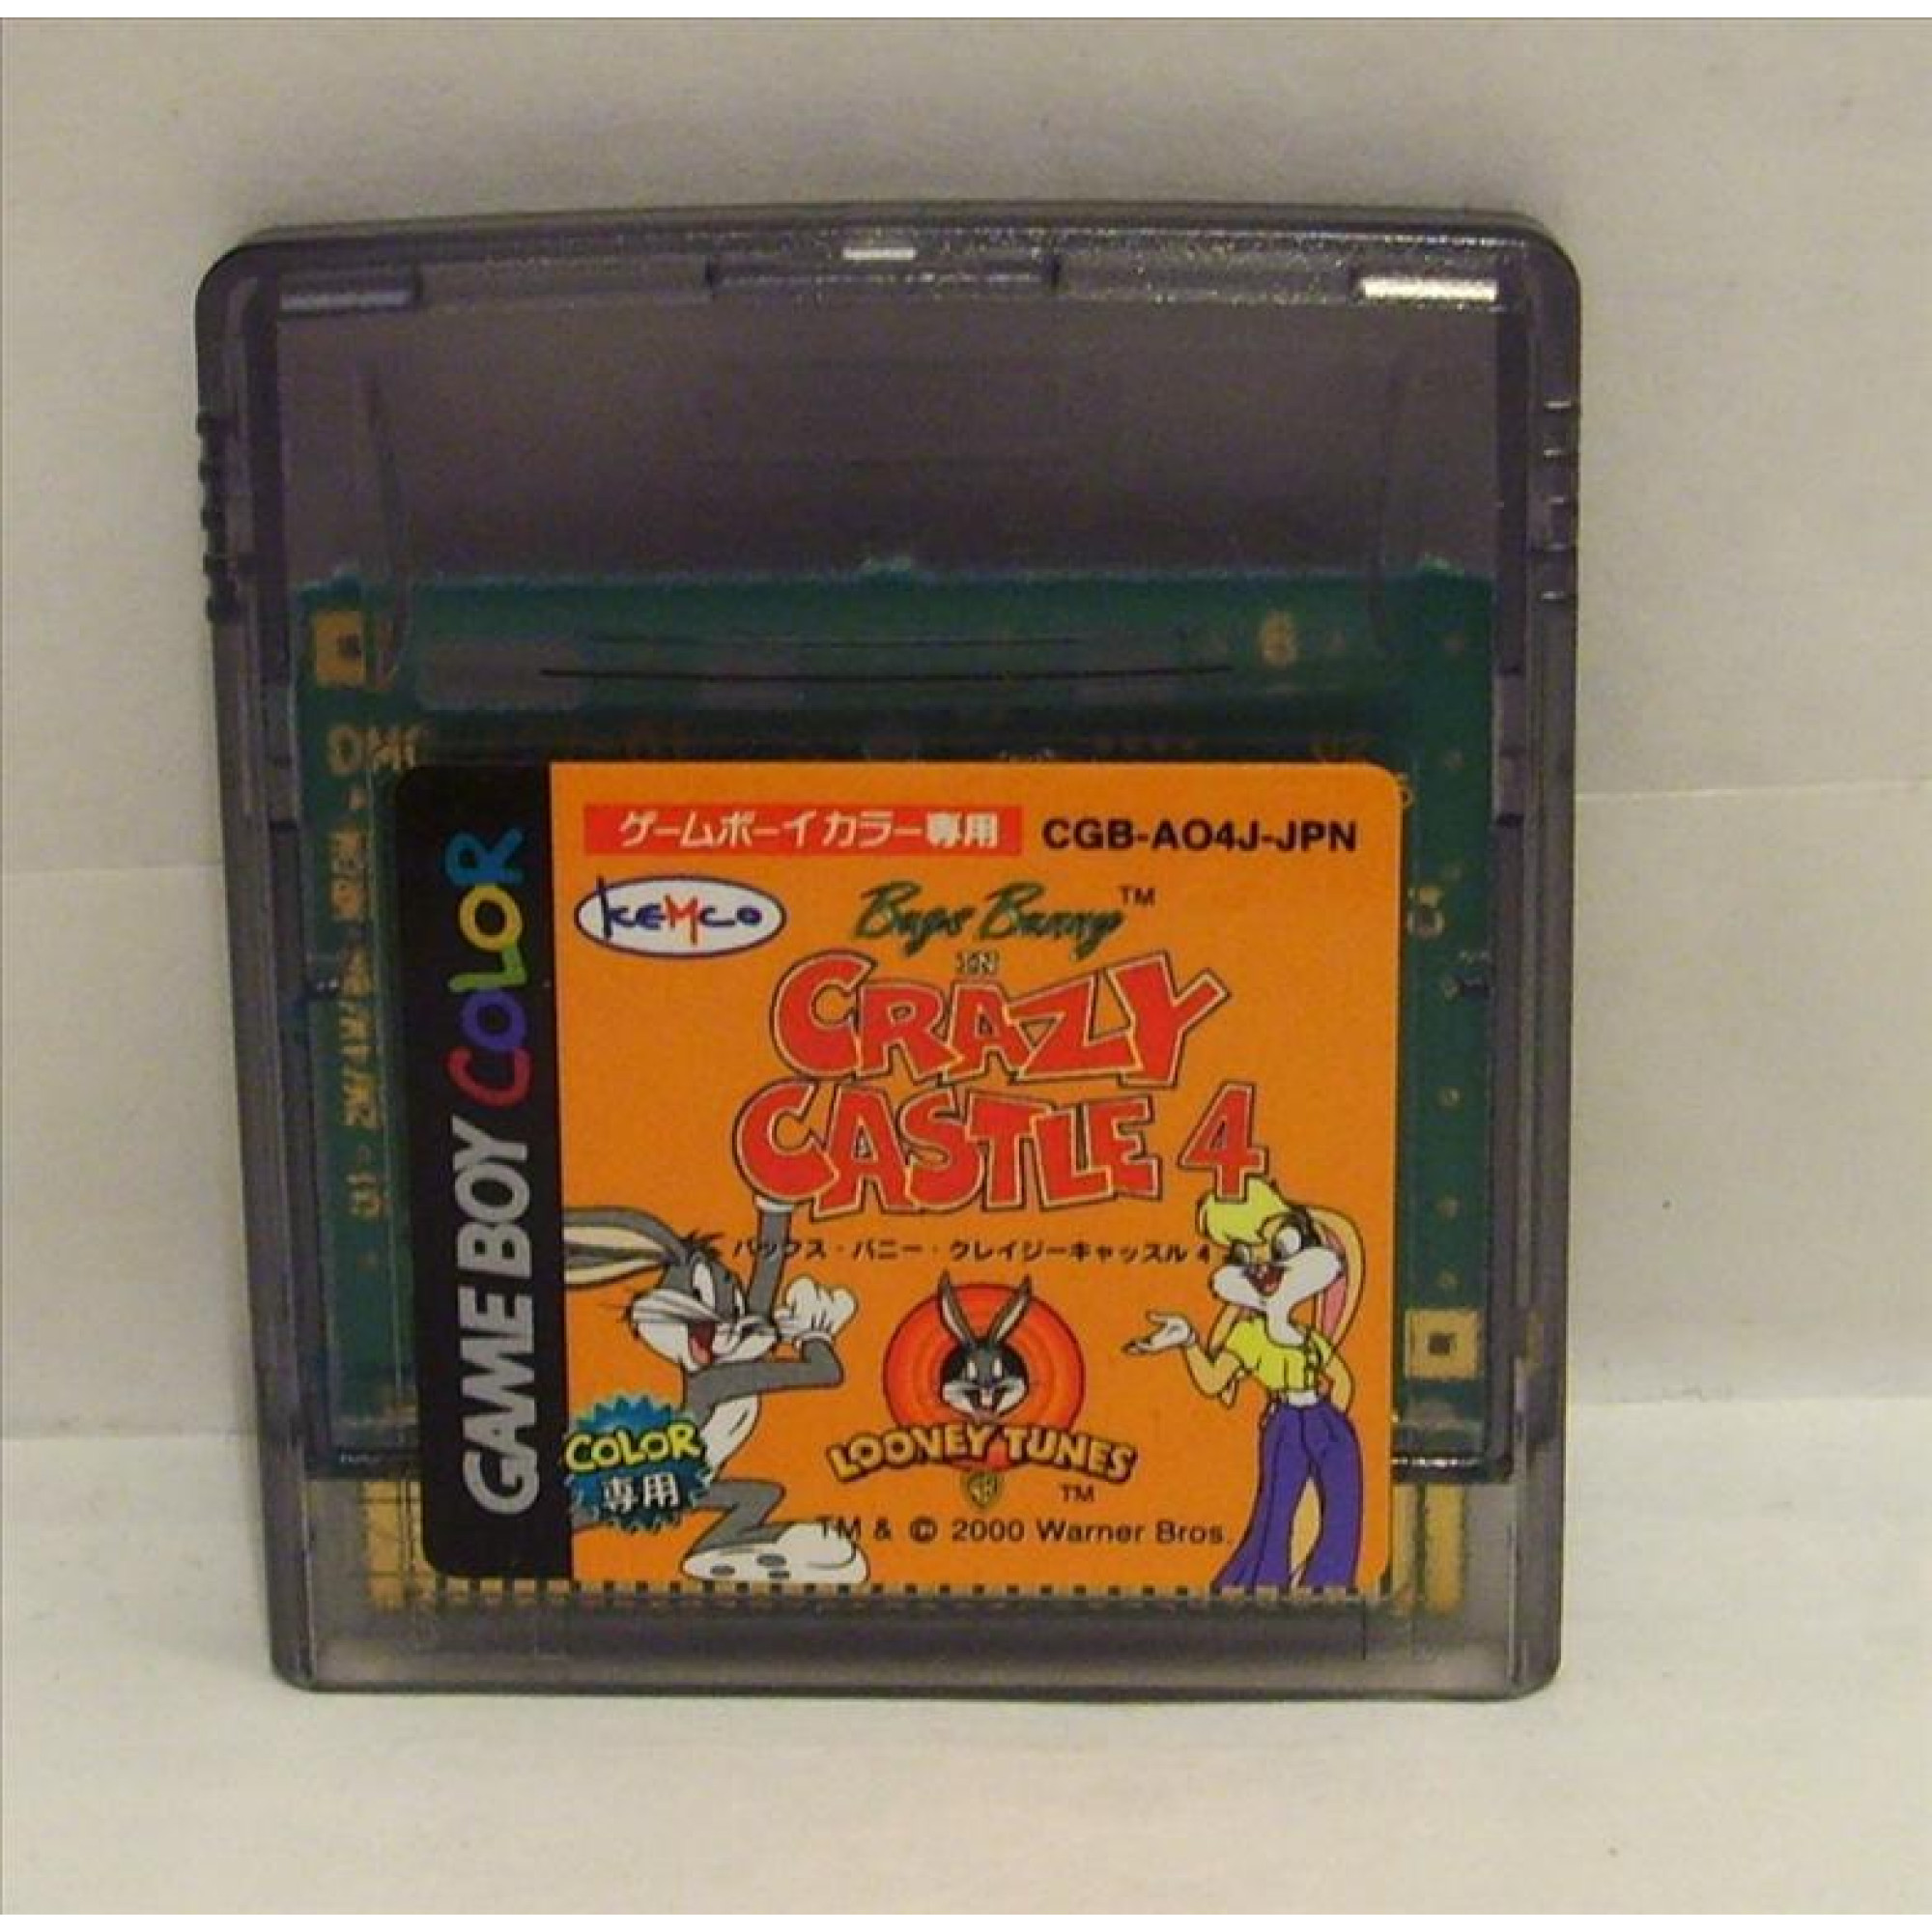 ゲームボーイカラー専用 CGB-AO4J-JPN
KEMCO
Bugs Bunny™
IN
CRAZY
CASTLE 4
バックス・バニー・クレイジーキャッスル 4
LOONEY TUNES
WB TM
COLOR
専用
TM & © 2000 Warner Bros.
GAME BOY COLOR
6